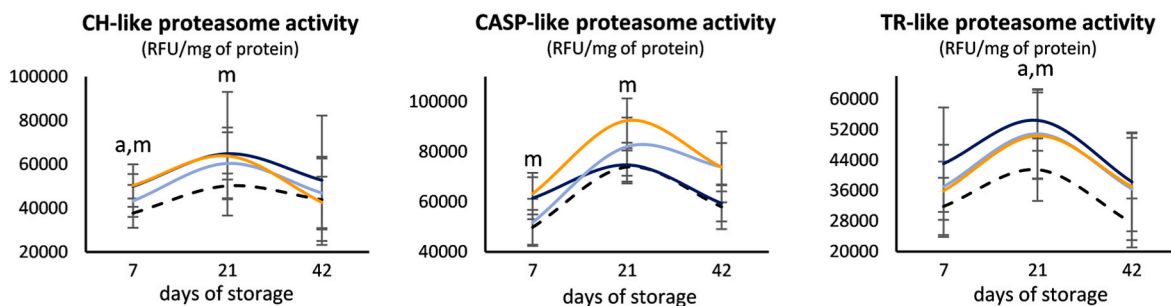 CH-like proteasome activity
(RFU/mg of protein)
100000
80000
60000
40000
20000
a,m
m
7 21 42
days of storage
CASP-like proteasome activity
(RFU/mg of protein)
100000
80000
60000
40000
m
m
7 21 42
days of storage
TR-like proteasome activity
(RFU/mg of protein)
60000
52000
44000
36000
28000
20000
a,m
7 21 42
days of storage